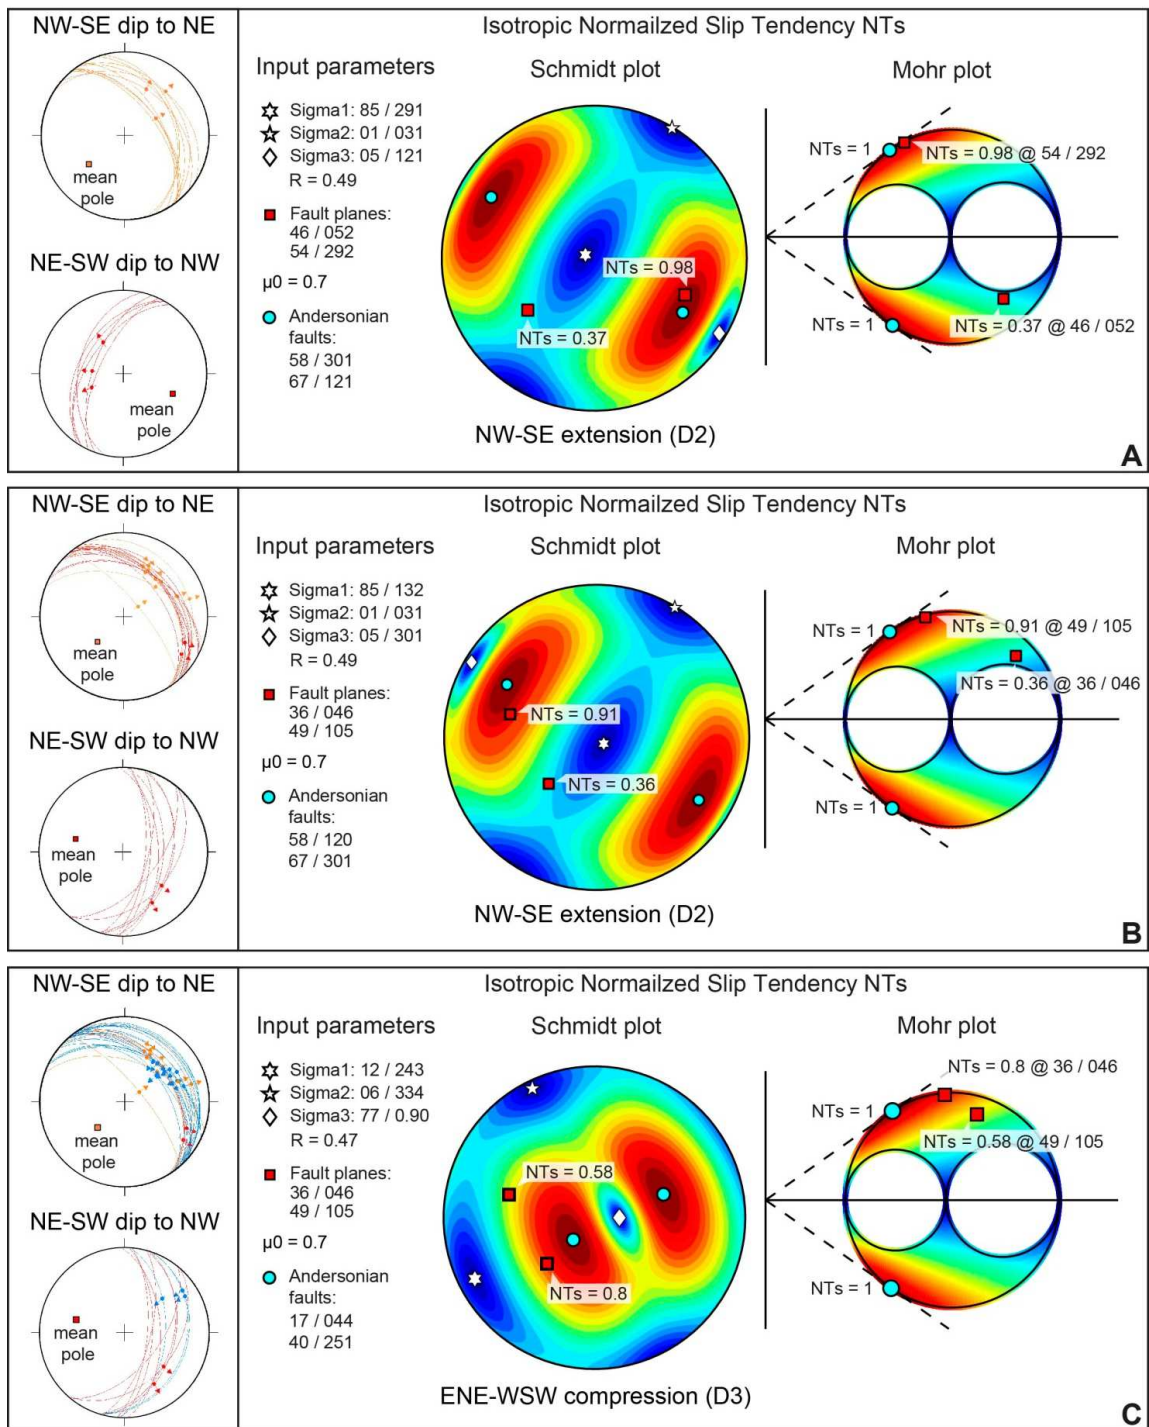 NW-SE dip to NE
mean
pole
NE-SW dip to NW
mean
pole
Isotropic Normailzed Slip Tendency NTs
Input parameters
Sigma1: 85 / 291
Sigma2: 01 / 031
Sigma3: 05 / 121
R = 0.49
Fault planes:
46 / 052
54 / 292
µ0 = 0.7
Andersonian
faults:
58 / 301
67 / 121
Schmidt plot
NTs = 0.98
NTs = 0.37
NW-SE extension (D2)
Mohr plot
NTs = 1
NTs = 0.98 @ 54 / 292
NTs = 1
NTs = 0.37 @ 46 / 052
A
NW-SE dip to NE
mean
pole
NE-SW dip to NW
mean
pole
Isotropic Normailzed Slip Tendency NTs
Input parameters
Sigma1: 85 / 132
Sigma2: 01 / 031
Sigma3: 05 / 301
R = 0.49
Fault planes:
36 / 046
49 / 105
µ0 = 0.7
Andersonian
faults:
58 / 120
67 / 301
Schmidt plot
NTs = 0.91
NTs = 0.36
NW-SE extension (D2)
Mohr plot
NTs = 1
NTs = 0.91 @ 49 / 105
NTs = 0.36 @ 36 / 046
NTs = 1
B
NW-SE dip to NE
mean
pole
NE-SW dip to NW
mean
pole
Isotropic Normailzed Slip Tendency NTs
Input parameters
Sigma1: 12 / 243
Sigma2: 06 / 334
Sigma3: 77 / 0.90
R = 0.47
Fault planes:
36 / 046
49 / 105
µ0 = 0.7
Andersonian
faults:
17 / 044
40 / 251
Schmidt plot
NTs = 0.58
NTs = 0.8
ENE-WSW compression (D3)
Mohr plot
NTs = 0.8 @ 36 / 046
NTs = 1
NTs = 0.58 @ 49 / 105
NTs = 1
C